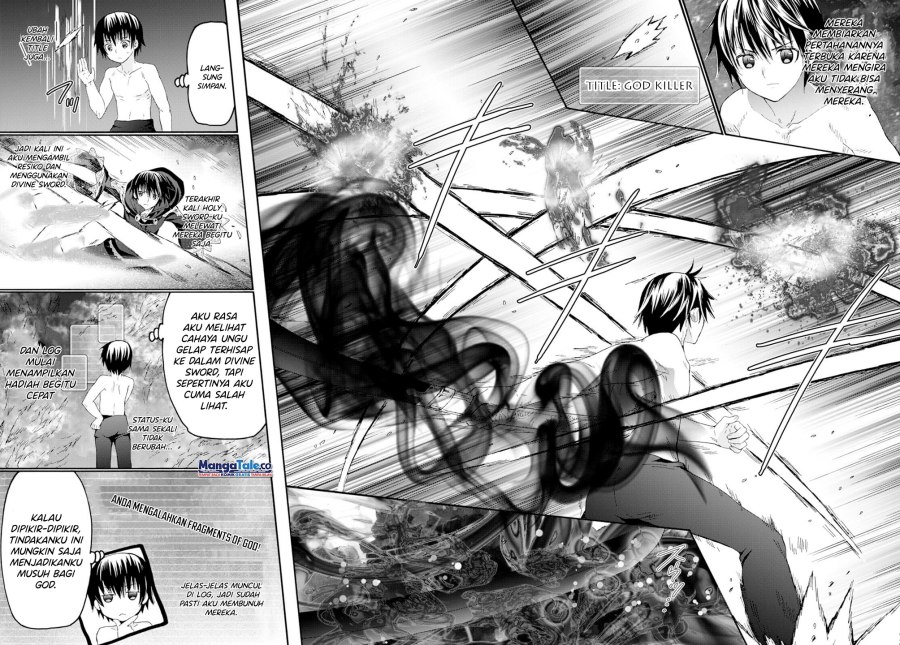 MEREKA
MEMBIARKAN
PERTAHANANNYA
TERBUKA KARENA
MEREKA MENGIRA
AKU TIDAK BISA
MENYERANG
MEREKA.
TITLE: GOD KILLER
LANG-
SUNG
SIMPAN.
UBAH
KEMBALI
TITLE
JUGA...
TERAKHIR
KALI HOLY
SWORD-KU
MELEWATI
MEREKA BEGITU
SAJA.
JADI KALI INI
AKU MENGAMBIL
RESIKO DAN
MENGGUNAKAN
DIVINE SWORD.
AKU RASA
AKU MELIHAT
CAHAYA UNGU
GELAP TERHISAP
KE DALAM DIVINE
SWORD, TAPI
SEPERTINYA AKU
CUMA SALAH
LIHAT.
DAN LOG
MULAI
MENAMPILKAN
HADIAH BEGITU
CEPAT
STATUS-KU
SAMA SEKALI
TIDAK
BERUBAH...
MangaTale.co
ANDA MENGALAHKAN FRAGMENTS OF GOD!
JELAS-JELAS MUNCUL
DI LOG, JADI SUDAH
PASTI AKU MEMBUNUH
MEREKA.
KALAU
DIPIKIR-DIPIKIR,
TINDAKANKU INI
MUNGKIN SAJA
MENJADIKANKU
MUSUH BAGI
GOD.